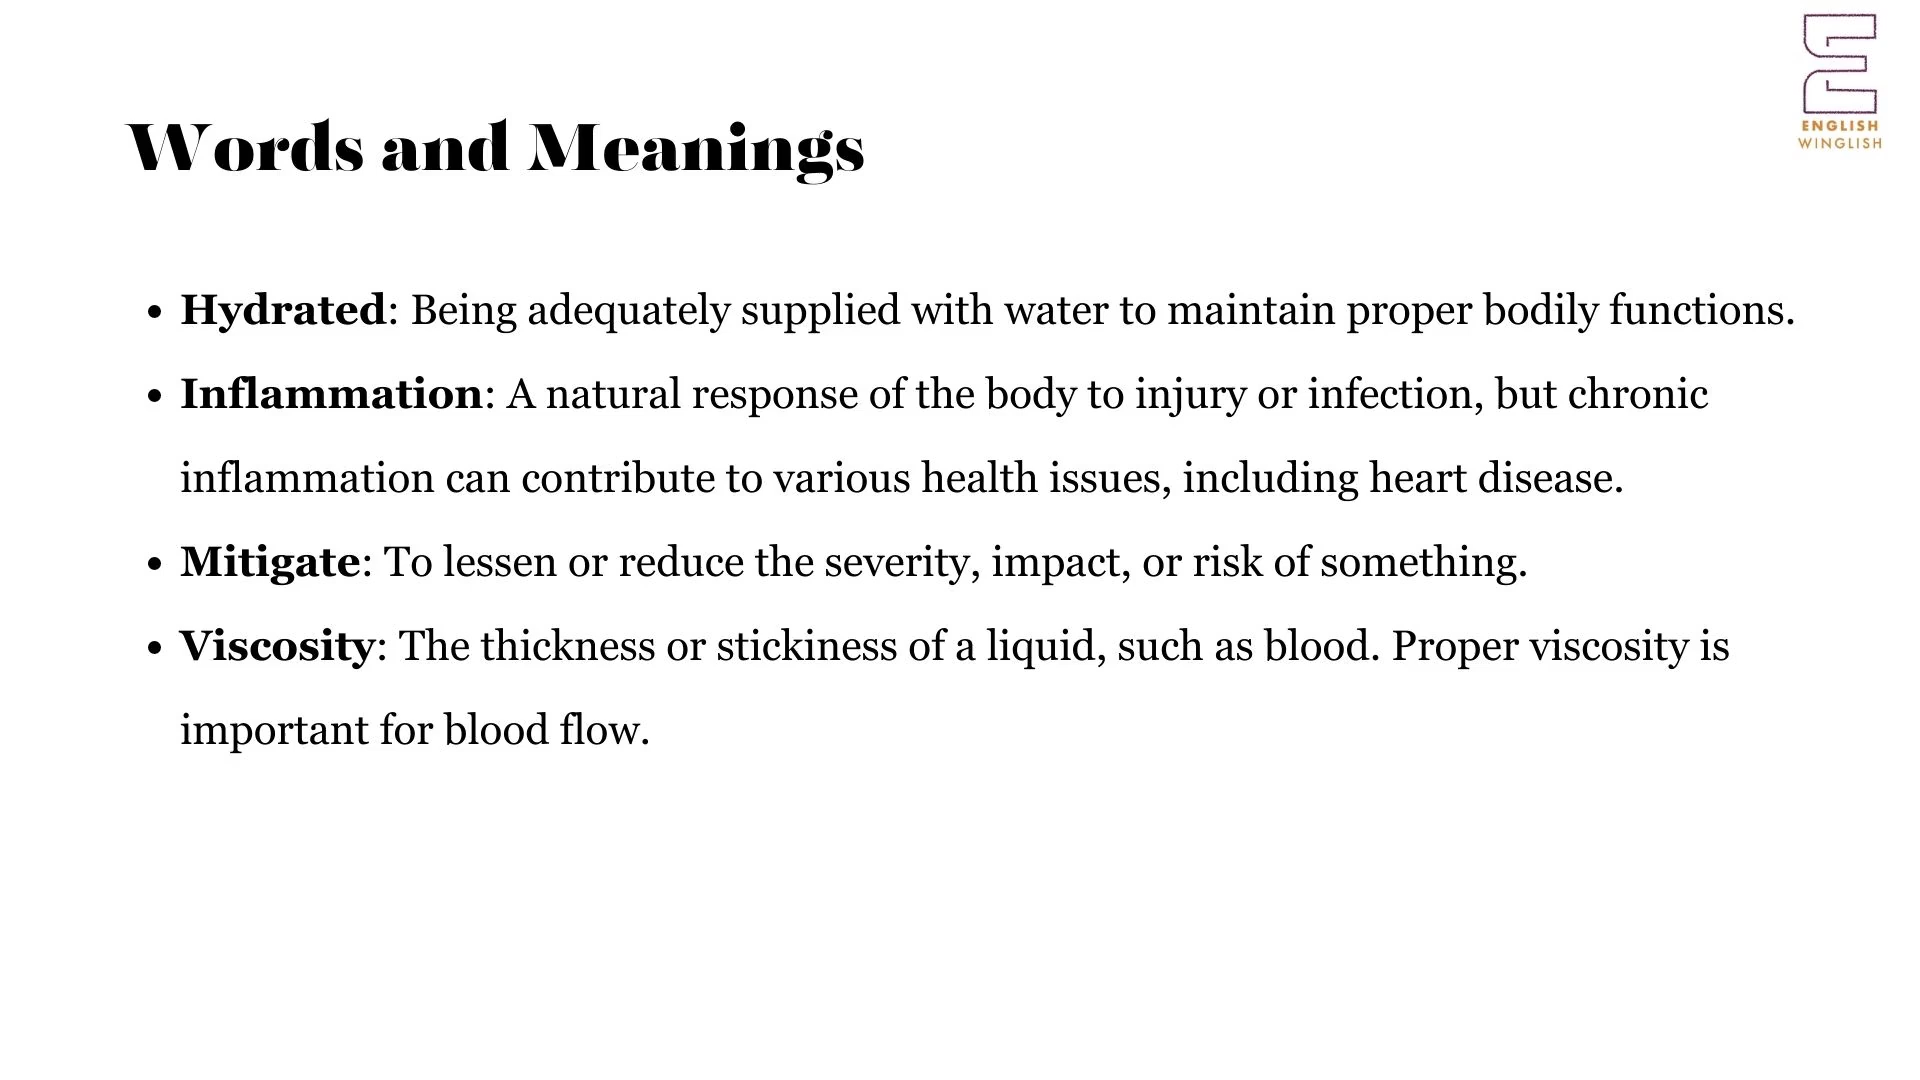 ENGLISH
WINGLISH
Words and Meanings
• Hydrated: Being adequately supplied with water to maintain proper bodily functions.
• Inflammation: A natural response of the body to injury or infection, but chronic
inflammation can contribute to various health issues, including heart disease.
• Mitigate: To lessen or reduce the severity, impact, or risk of something.
• Viscosity: The thickness or stickiness of a liquid, such as blood. Proper viscosity is
important for blood flow.